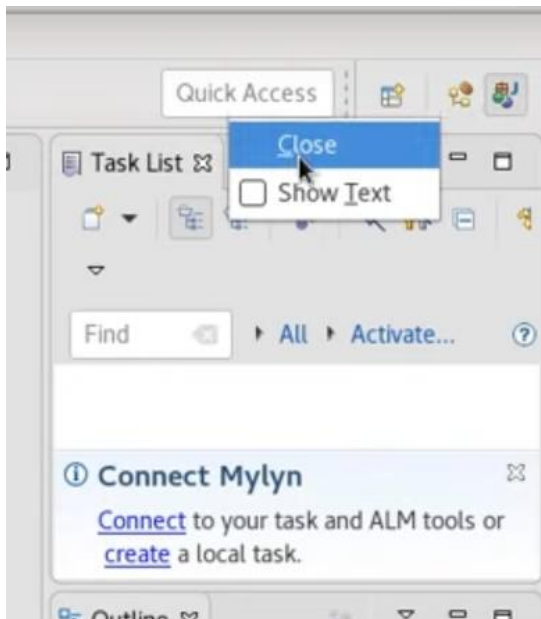 Quick Access
Close
Task List
Show Text
Find
All
Activate...
Connect Mylyn
Connect to your task and ALM tools or
create a local task.
Outline